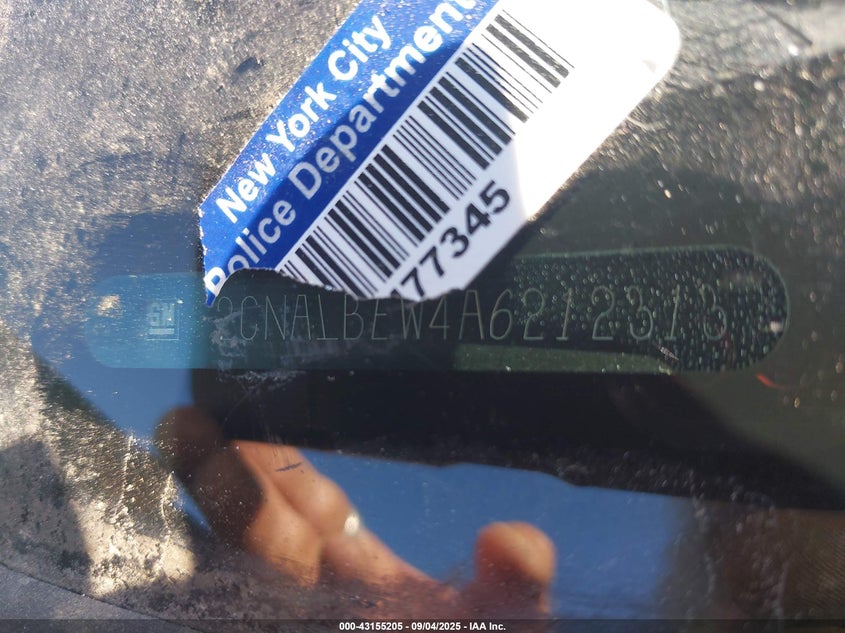 New York City
Police Department
77345
GM 2CNALBEW4A6212313
000-43155205 - 09/04/2025 - IAA Inc.